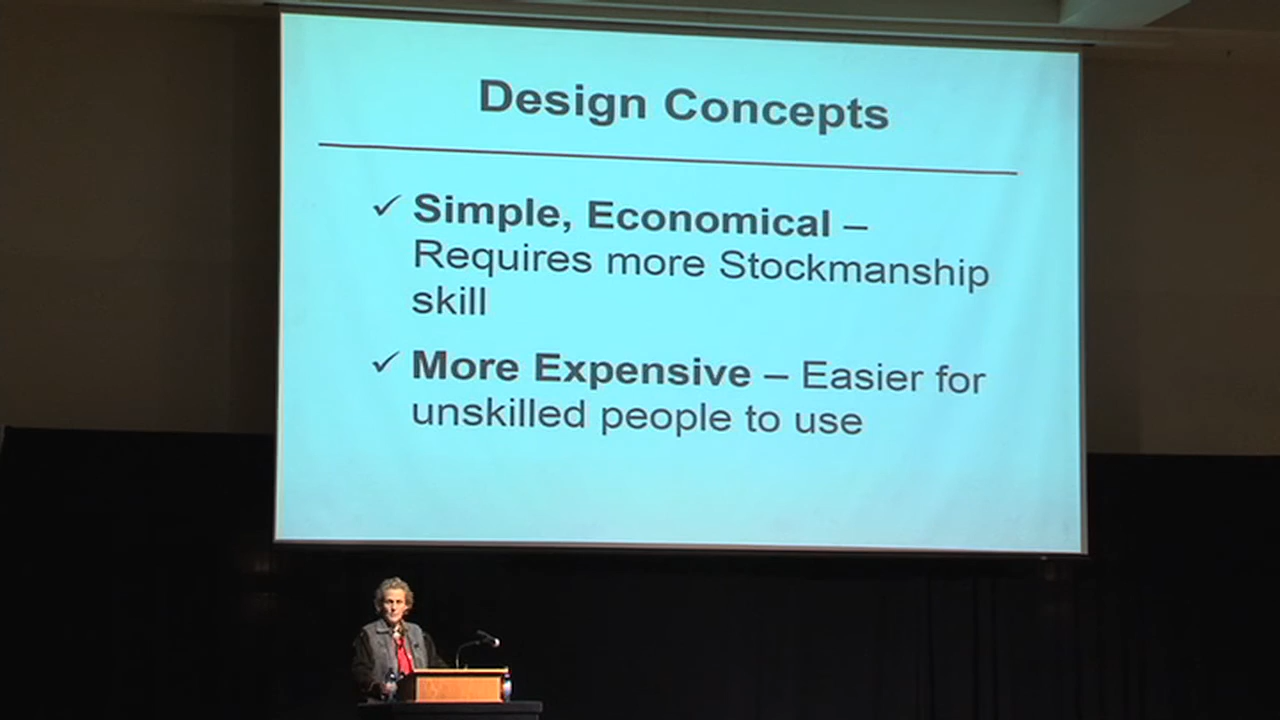 Design Concepts
✓ Simple, Economical –
Requires more Stockmanship
skill
✓ More Expensive – Easier for
unskilled people to use